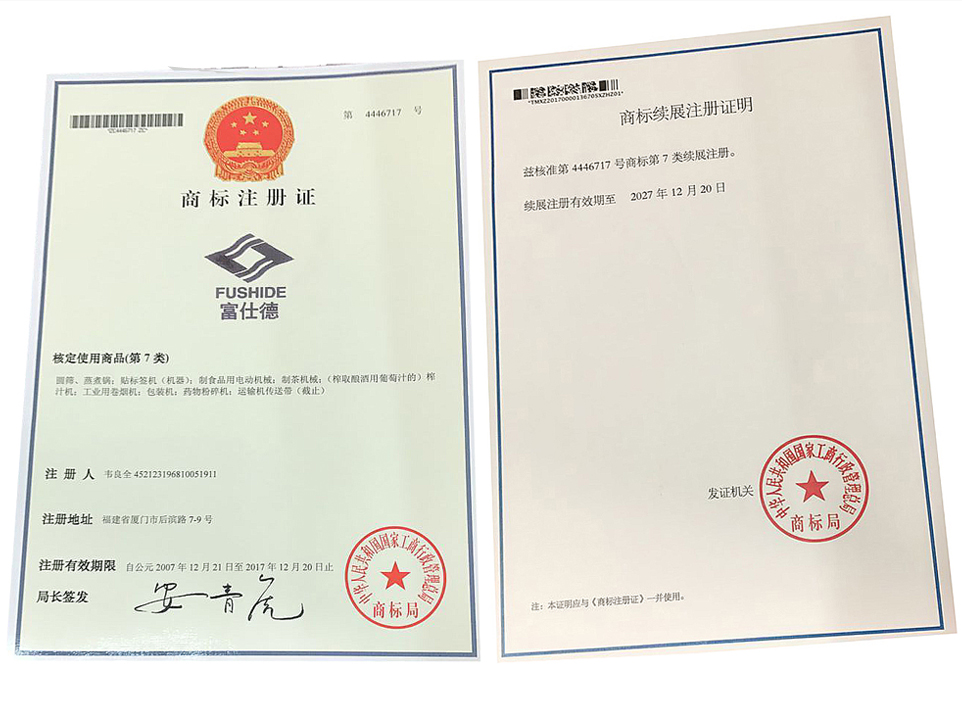 *ZC4446717 ZC*
第 4446717 号
商标注册证
FUSHIDE
富仕德
核定使用商品(第 7 类)
圆筛、蒸煮锅；贴标签机（机器）；制食品用电动机械；制茶机械；（榨取酿酒用葡萄汁的）榨
汁机；工业用卷烟机；包装机；药物粉碎机；运输机传送带（截止）
注 册 人 韦良全 452123196810051911
注册地址 福建省厦门市后滨路 7-9 号
注册有效期限 自公元 2007 年 12 月 21 日至 2017 年 12 月 20 日止
局长签发 安青虎
中华人民共和国国家工商行政管理总局
商标局
*TMXZ2017000013670SXZHZ01*
商标续展注册证明
兹核准第 4446717 号商标第 7 类续展注册。
续展注册有效期至 2027 年 12 月 20 日
发证机关
中华人民共和国国家工商行政管理总局
商标局
注：本证明应与《商标注册证》一并使用。